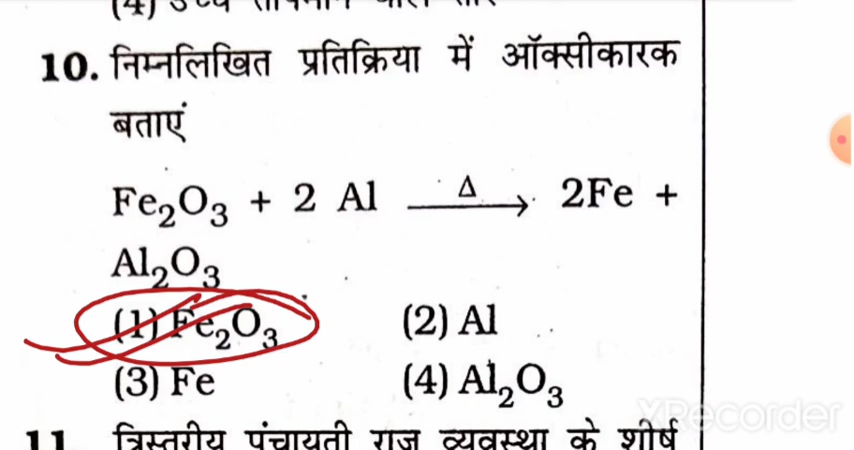 10. निम्नलिखित प्रतिक्रिया में ऑक्सीकारक
बताएं
Fe₂O₃ + 2 Al —Δ→ 2Fe +
Al₂O₃
(1) Fe₂O₃ (2) Al
(3) Fe (4) Al₂O₃
XRecorder
11. त्रिस्तरीय पंचायती राज व्यवस्था के शीर्ष